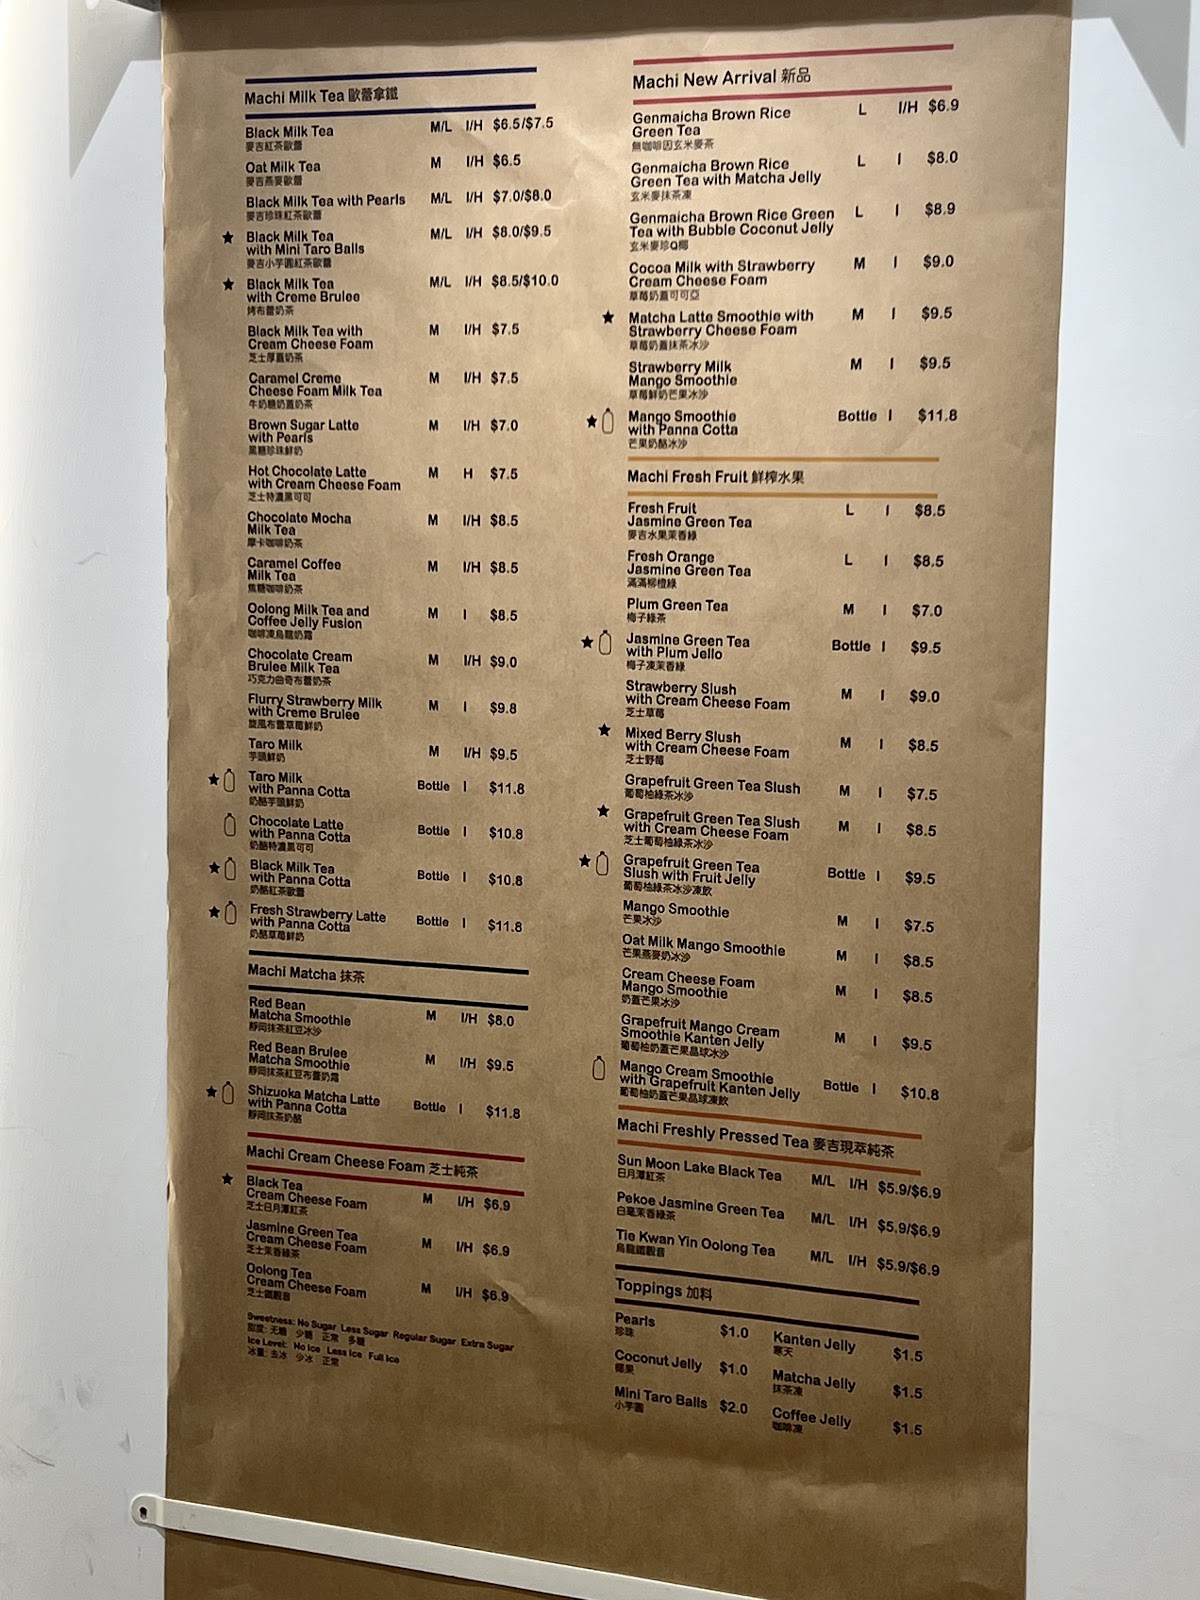 Machi Milk Tea 歐蕾拿鐵
Black Milk Tea M/L I/H $6.5/$7.5
麥吉紅茶歐蕾
Oat Milk Tea M I/H $6.5
麥吉燕麥歐蕾
Black Milk Tea with Pearls M/L I/H $7.0/$8.0
麥吉珍珠紅茶歐蕾
★ Black Milk Tea M/L I/H $8.0/$9.5
with Mini Taro Balls
麥吉小芋圓紅茶歐蕾
★ Black Milk Tea M/L I/H $8.5/$10.0
with Creme Brulee
烤布蕾奶茶
Black Milk Tea with M I/H $7.5
Cream Cheese Foam
芝士厚蓋奶茶
Caramel Creme M I/H $7.5
Cheese Foam Milk Tea
牛奶糖奶蓋奶茶
Brown Sugar Latte M I/H $7.0
with Pearls
黑糖珍珠鮮奶
Hot Chocolate Latte M H $7.5
with Cream Cheese Foam
芝士特濃黑可可
Chocolate Mocha M I/H $8.5
Milk Tea
摩卡咖啡奶茶
Caramel Coffee M I/H $8.5
Milk Tea
焦糖咖啡奶茶
Oolong Milk Tea and M I $8.5
Coffee Jelly Fusion
咖啡凍烏龍奶霜
Chocolate Cream M I/H $9.0
Brulee Milk Tea
巧克力曲奇布蕾奶茶
Flurry Strawberry Milk M I $9.8
with Creme Brulee
旋風布蕾草莓鮮奶
Taro Milk M I/H $9.5
芋頭鮮奶
★ Taro Milk Bottle I $11.8
with Panna Cotta
奶酪芋頭鮮奶
Chocolate Latte Bottle I $10.8
with Panna Cotta
奶酪特濃黑可可
★ Black Milk Tea Bottle I $10.8
with Panna Cotta
奶酪紅茶歐蕾
★ Fresh Strawberry Latte Bottle I $11.8
with Panna Cotta
奶酪草莓鮮奶
Machi Matcha 抹茶
Red Bean M I/H $8.0
Matcha Smoothie
靜岡抹茶紅豆冰沙
Red Bean Brulee M I/H $9.5
Matcha Smoothie
靜岡抹茶紅豆布蕾奶霜
★ Shizuoka Matcha Latte Bottle I $11.8
with Panna Cotta
靜岡抹茶奶酪
Machi Cream Cheese Foam 芝士純茶
★ Black Tea M I/H $6.9
Cream Cheese Foam
芝士日月潭紅茶
Jasmine Green Tea M I/H $6.9
Cream Cheese Foam
芝士茉香綠茶
Oolong Tea M I/H $6.9
Cream Cheese Foam
芝士鐵觀音
Sweetness: No Sugar Less Sugar Regular Sugar Extra Sugar
甜度: 无糖 少糖 正常 多糖
Ice Level: No Ice Less Ice Full Ice
冰量: 去冰 少冰 正常
Machi New Arrival 新品
Genmaicha Brown Rice L I/H $6.9
Green Tea
無咖啡因玄米麥茶
Genmaicha Brown Rice L I $8.0
Green Tea with Matcha Jelly
玄米麥抹茶凍
Genmaicha Brown Rice Green L I $8.9
Tea with Bubble Coconut Jelly
玄米麥珍Q椰
Cocoa Milk with Strawberry M I $9.0
Cream Cheese Foam
草莓奶蓋可可亞
★ Matcha Latte Smoothie with M I $9.5
Strawberry Cheese Foam
草莓奶蓋抹茶冰沙
Strawberry Milk M I $9.5
Mango Smoothie
草莓鮮奶芒果冰沙
★ Mango Smoothie Bottle I $11.8
with Panna Cotta
芒果奶酪冰沙
Machi Fresh Fruit 鮮榨水果
Fresh Fruit L I $8.5
Jasmine Green Tea
麥吉水果茉香綠
Fresh Orange L I $8.5
Jasmine Green Tea
滿滿柳橙綠
Plum Green Tea M I $7.0
梅子綠茶
★ Jasmine Green Tea Bottle I $9.5
with Plum Jello
梅子凍茉香綠
Strawberry Slush M I $9.0
with Cream Cheese Foam
芝士草莓
★ Mixed Berry Slush M I $8.5
with Cream Cheese Foam
芝士野莓
Grapefruit Green Tea Slush M I $7.5
葡萄柚綠茶冰沙
★ Grapefruit Green Tea Slush M I $8.5
with Cream Cheese Foam
芝士葡萄柚綠茶冰沙
★ Grapefruit Green Tea Bottle I $9.5
Slush with Fruit Jelly
葡萄柚綠茶冰沙凍飲
Mango Smoothie M I $7.5
芒果冰沙
Oat Milk Mango Smoothie M I $8.5
芒果燕麥奶冰沙
Cream Cheese Foam M I $8.5
Mango Smoothie
奶蓋芒果冰沙
Grapefruit Mango Cream M I $9.5
Smoothie Kanten Jelly
葡萄柚奶蓋芒果晶球冰沙
Mango Cream Smoothie Bottle I $10.8
with Grapefruit Kanten Jelly
葡萄柚奶蓋芒果晶球凍飲
Machi Freshly Pressed Tea 麥吉現萃純茶
Sun Moon Lake Black Tea M/L I/H $5.9/$6.9
日月潭紅茶
Pekoe Jasmine Green Tea M/L I/H $5.9/$6.9
白毫茉香綠茶
Tie Kwan Yin Oolong Tea M/L I/H $5.9/$6.9
烏龍鐵觀音
Toppings 加料
Pearls $1.0 Kanten Jelly $1.5
珍珠 寒天
Coconut Jelly $1.0 Matcha Jelly $1.5
椰果 抹茶凍
Mini Taro Balls $2.0 Coffee Jelly $1.5
小芋圓 咖啡凍